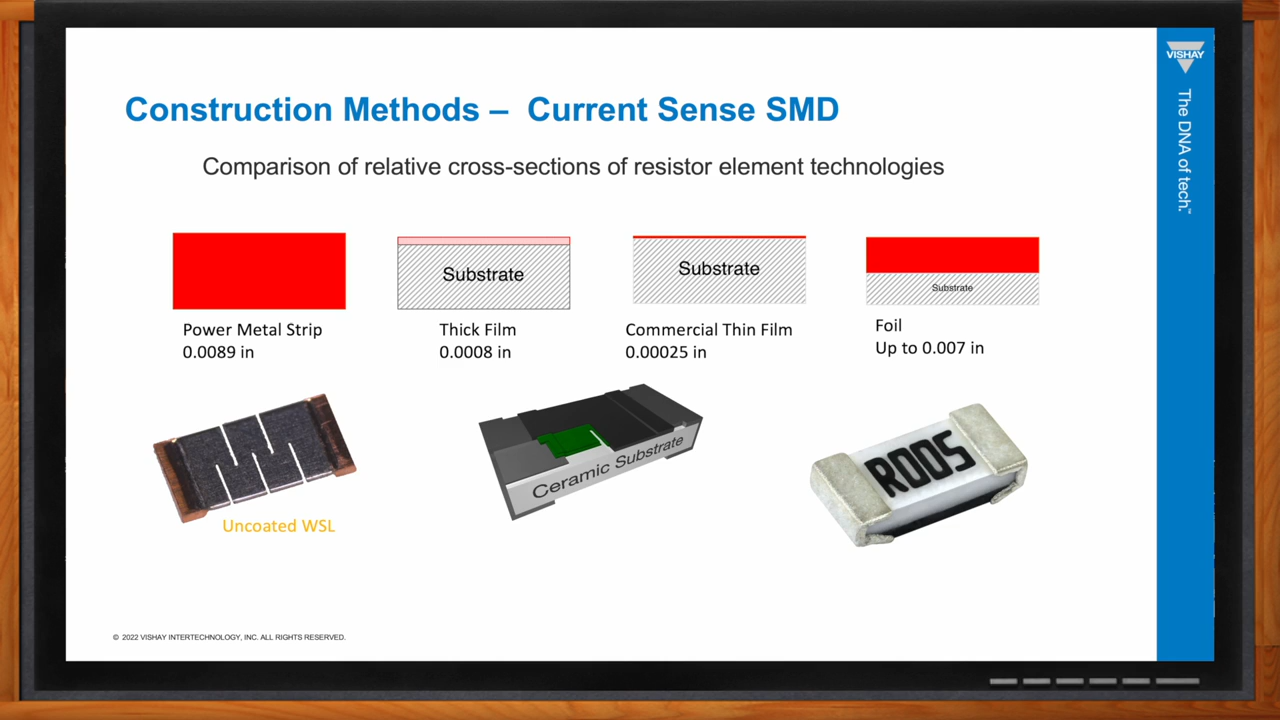 Construction Methods – Current Sense SMD
Comparison of relative cross-sections of resistor element technologies
Substrate
Substrate
Substrate
Power Metal Strip
0.0089 in
Thick Film
0.0008 in
Commercial Thin Film
0.00025 in
Foil
Up to 0.007 in
Uncoated WSL
Ceramic Substrate
R005
© 2022 VISHAY INTERTECHNOLOGY, INC. ALL RIGHTS RESERVED.
VISHAY
The DNA of tech.™